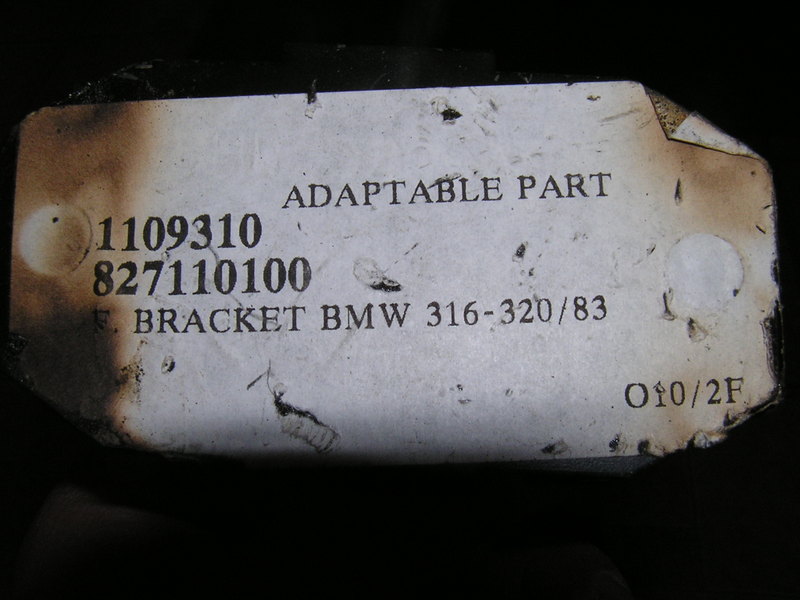 ADAPTABLE PART
1109310
827110100
F. BRACKET BMW 316-320/83
O10/2F